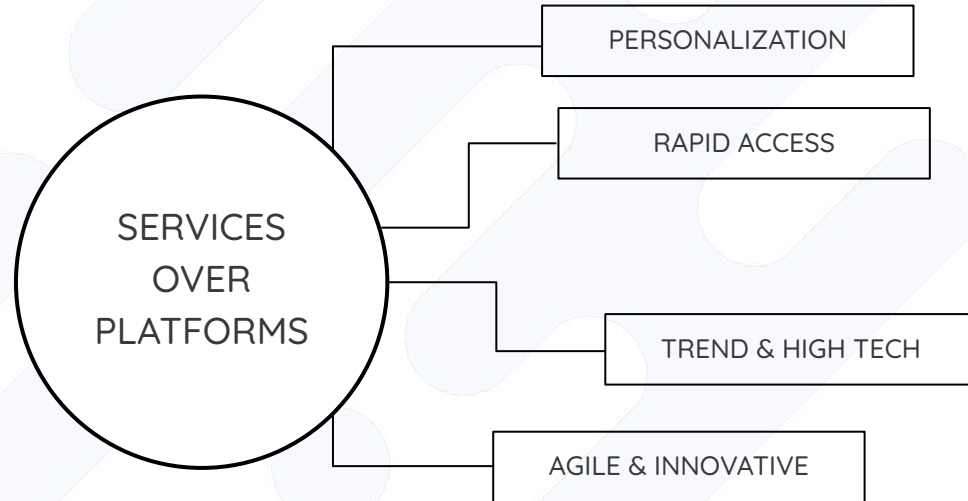 SERVICES
OVER
PLATFORMS
PERSONALIZATION
RAPID ACCESS
TREND & HIGH TECH
AGILE & INNOVATIVE